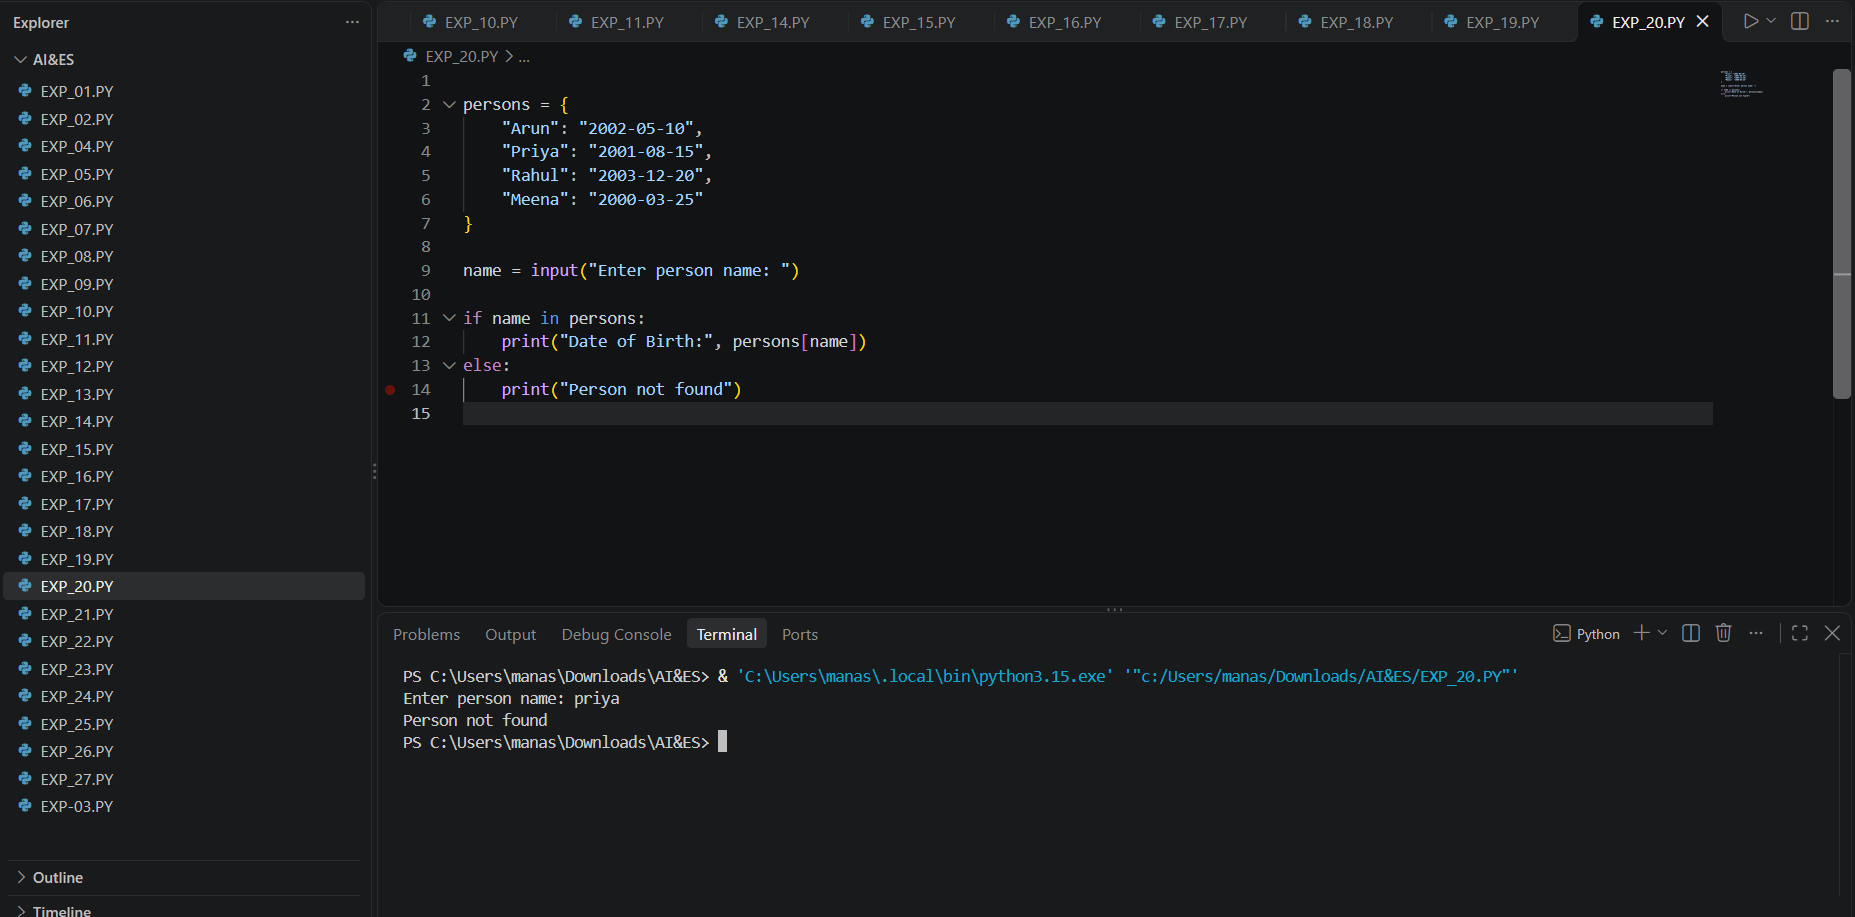 Explorer
AI&ES
EXP_01.PY
EXP_02.PY
EXP_04.PY
EXP_05.PY
EXP_06.PY
EXP_07.PY
EXP_08.PY
EXP_09.PY
EXP_10.PY
EXP_11.PY
EXP_12.PY
EXP_13.PY
EXP_14.PY
EXP_15.PY
EXP_16.PY
EXP_17.PY
EXP_18.PY
EXP_19.PY
EXP_20.PY
EXP_21.PY
EXP_22.PY
EXP_23.PY
EXP_24.PY
EXP_25.PY
EXP_26.PY
EXP_27.PY
EXP-03.PY
Outline
Timeline
EXP_10.PY EXP_11.PY EXP_14.PY EXP_15.PY EXP_16.PY EXP_17.PY EXP_18.PY EXP_19.PY EXP_20.PY
EXP_20.PY > ...
1
2 persons = {
3     "Arun": "2002-05-10",
4     "Priya": "2001-08-15",
5     "Rahul": "2003-12-20",
6     "Meena": "2000-03-25"
7 }
8
9 name = input("Enter person name: ")
10
11 if name in persons:
12     print("Date of Birth:", persons[name])
13 else:
14     print("Person not found")
15
Problems Output Debug Console Terminal Ports Python
PS C:\Users\manas\Downloads\AI&ES> & 'C:\Users\manas\.local\bin\python3.15.exe' '"c:/Users/manas/Downloads/AI&ES/EXP_20.PY"'
Enter person name: priya
Person not found
PS C:\Users\manas\Downloads\AI&ES>